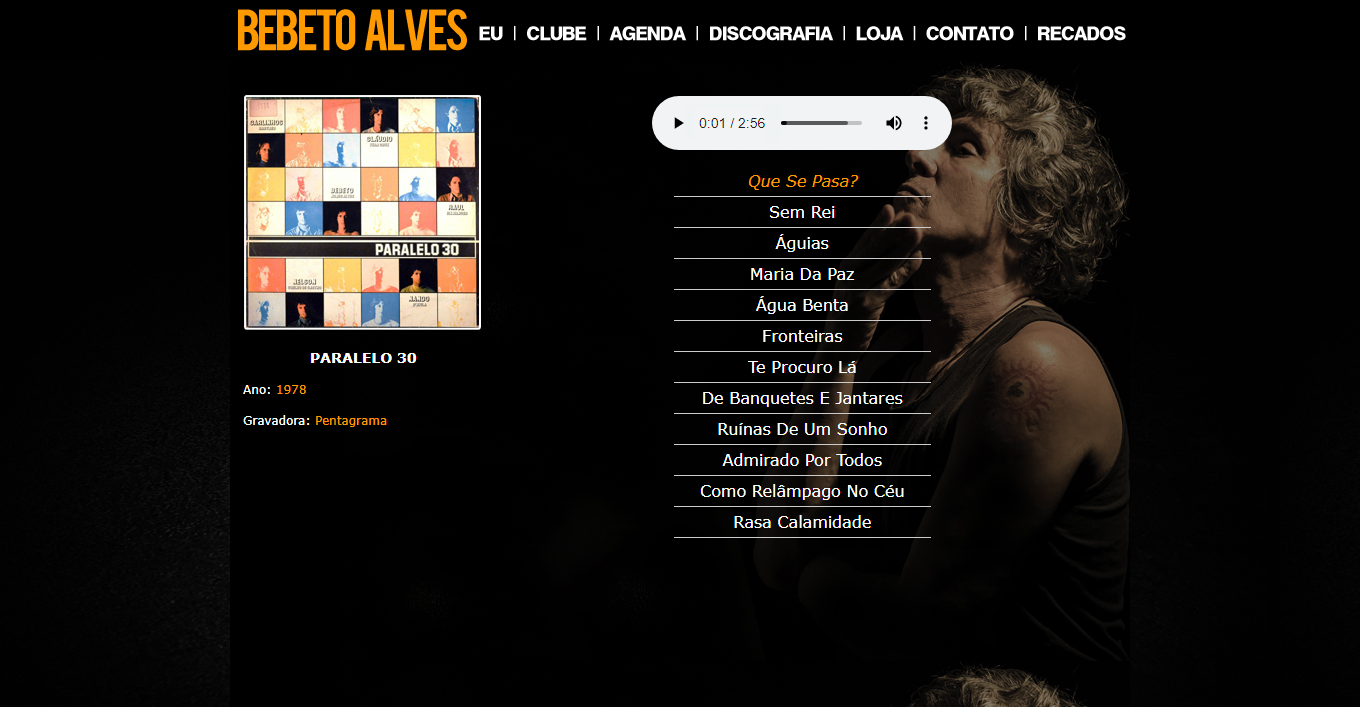 BEBETO ALVES
EU | CLUBE | AGENDA | DISCOGRAFIA | LOJA | CONTATO | RECADOS
CARLINHOS
CLÁUDIO
BEBETO
RAUL
PARALELO 30
NELSON
NANDO
PARALELO 30
Ano: 1978
Gravadora: Pentagrama
0:01 / 2:56
Que Se Pasa?
Sem Rei
Águias
Maria Da Paz
Água Benta
Fronteiras
Te Procuro Lá
De Banquetes E Jantares
Ruínas De Um Sonho
Admirado Por Todos
Como Relâmpago No Céu
Rasa Calamidade